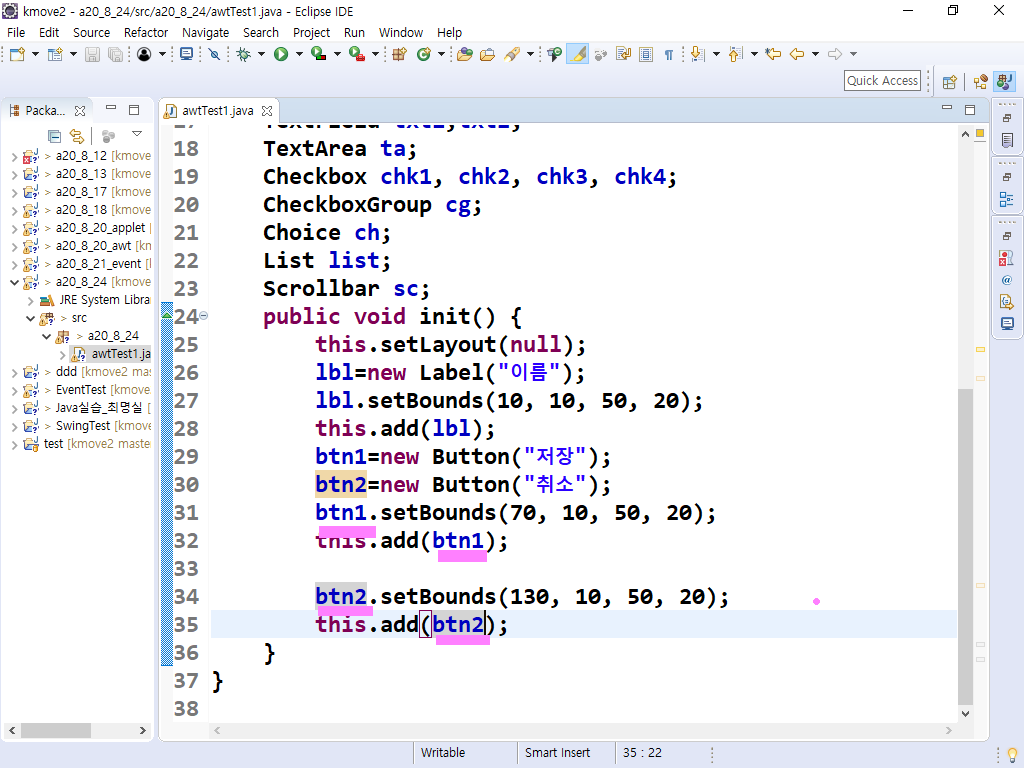 kmove2 - a20_8_24/src/a20_8_24/awtTest1.java - Eclipse IDE
File Edit Source Refactor Navigate Search Project Run Window Help
Quick Access
Packa...
awtTest1.java
> a20_8_12 [kmove
> a20_8_13 [kmove
> a20_8_17 [kmove
> a20_8_18 [kmove
> a20_8_20_applet [
> a20_8_20_awt [kn
> a20_8_21_event [
> a20_8_24 [kmove
JRE System Libra
> src
> a20_8_24
awtTest1.ja
> ddd [kmove2 mas
> EventTest [kmove
> Java실습_최명실 [
> SwingTest [kmove
test [kmove2 master
18 TextArea ta;
19 Checkbox chk1, chk2, chk3, chk4;
20 CheckboxGroup cg;
21 Choice ch;
22 List list;
23 Scrollbar sc;
24 public void init() {
25 this.setLayout(null);
26 lbl=new Label("이름");
27 lbl.setBounds(10, 10, 50, 20);
28 this.add(lbl);
29 btn1=new Button("저장");
30 btn2=new Button("취소");
31 btn1.setBounds(70, 10, 50, 20);
32 this.add(btn1);
33
34 btn2.setBounds(130, 10, 50, 20);
35 this.add(btn2);
36 }
37 }
38
Writable Smart Insert 35 : 22